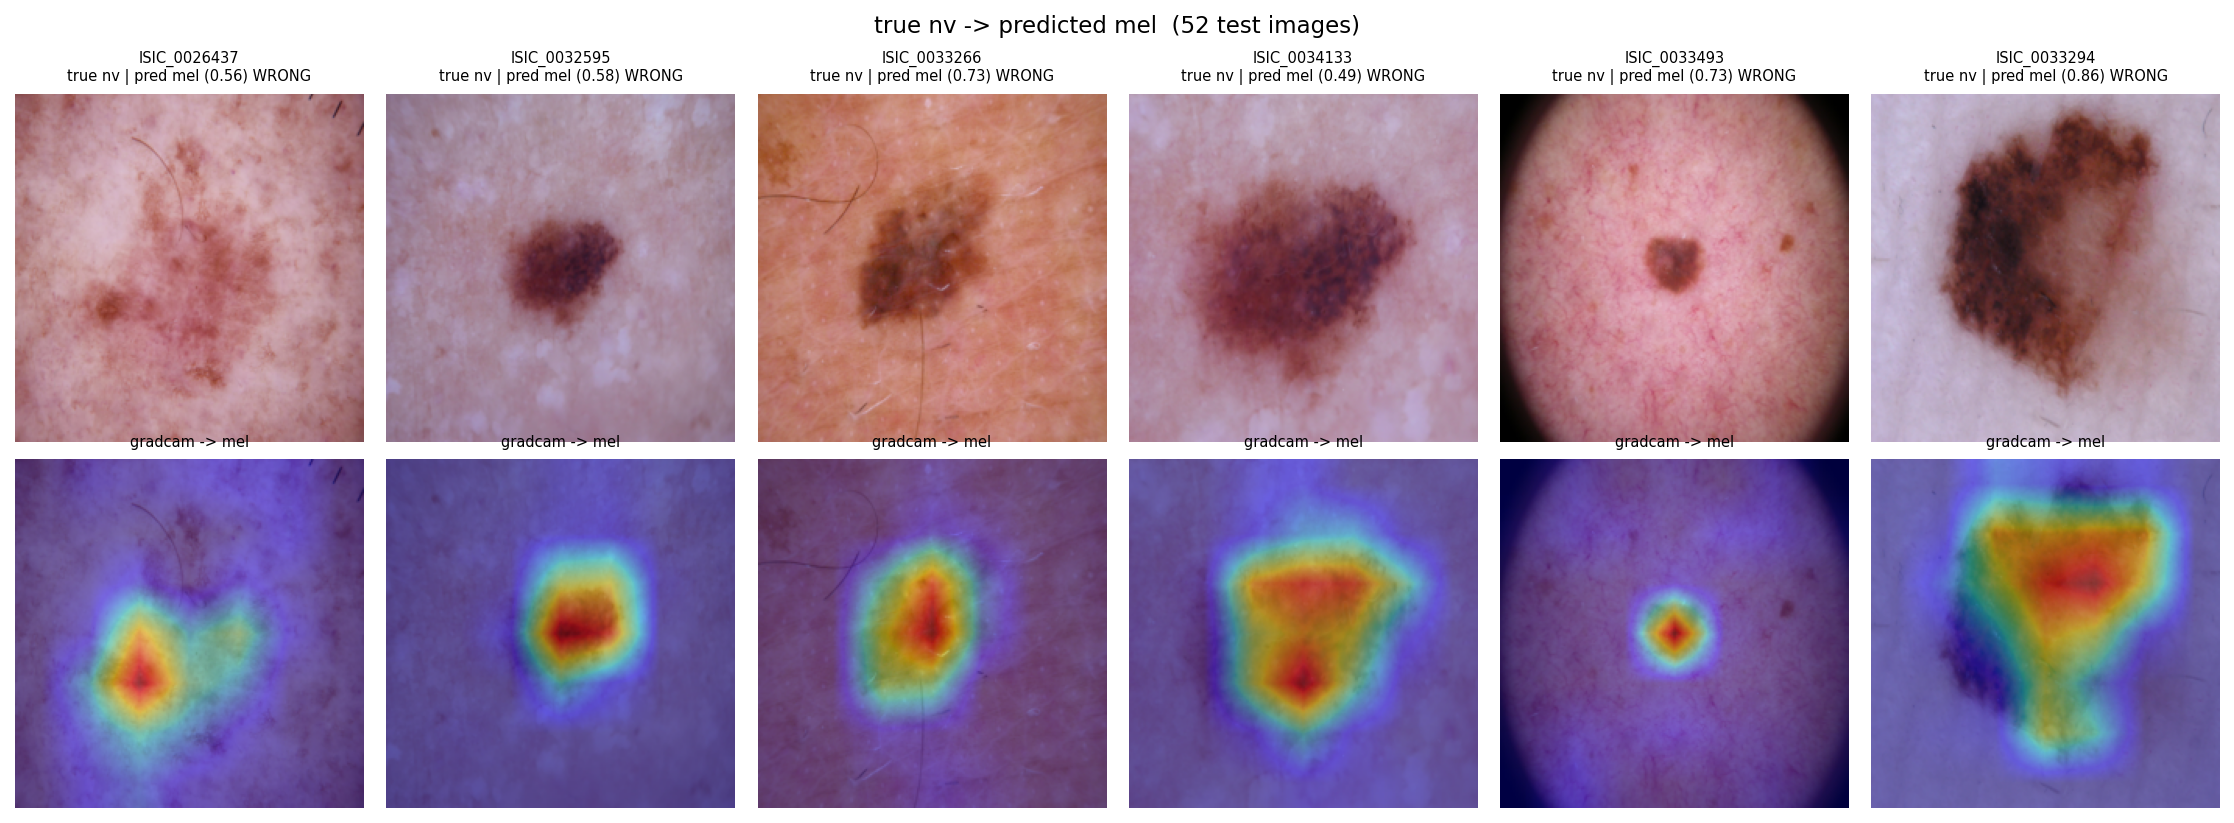 true nv -> predicted mel  (52 test images)
ISIC_0026437
true nv | pred mel (0.56) WRONG
ISIC_0032595
true nv | pred mel (0.58) WRONG
ISIC_0033266
true nv | pred mel (0.73) WRONG
ISIC_0034133
true nv | pred mel (0.49) WRONG
ISIC_0033493
true nv | pred mel (0.73) WRONG
ISIC_0033294
true nv | pred mel (0.86) WRONG
gradcam -> mel
gradcam -> mel
gradcam -> mel
gradcam -> mel
gradcam -> mel
gradcam -> mel